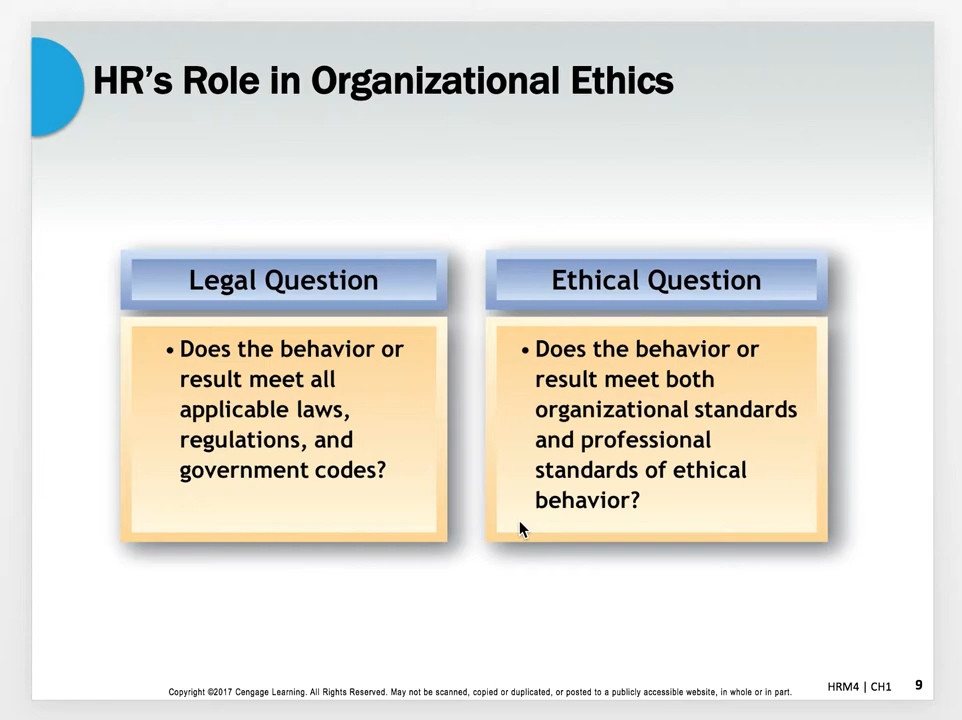 HR's Role in Organizational Ethics
Legal Question
• Does the behavior or
result meet all
applicable laws,
regulations, and
government codes?
Ethical Question
• Does the behavior or
result meet both
organizational standards
and professional
standards of ethical
behavior?
Copyright ©2017 Cengage Learning. All Rights Reserved. May not be scanned, copied or duplicated, or posted to a publicly accessible website, in whole or in part.
HRM4 | CH1 9